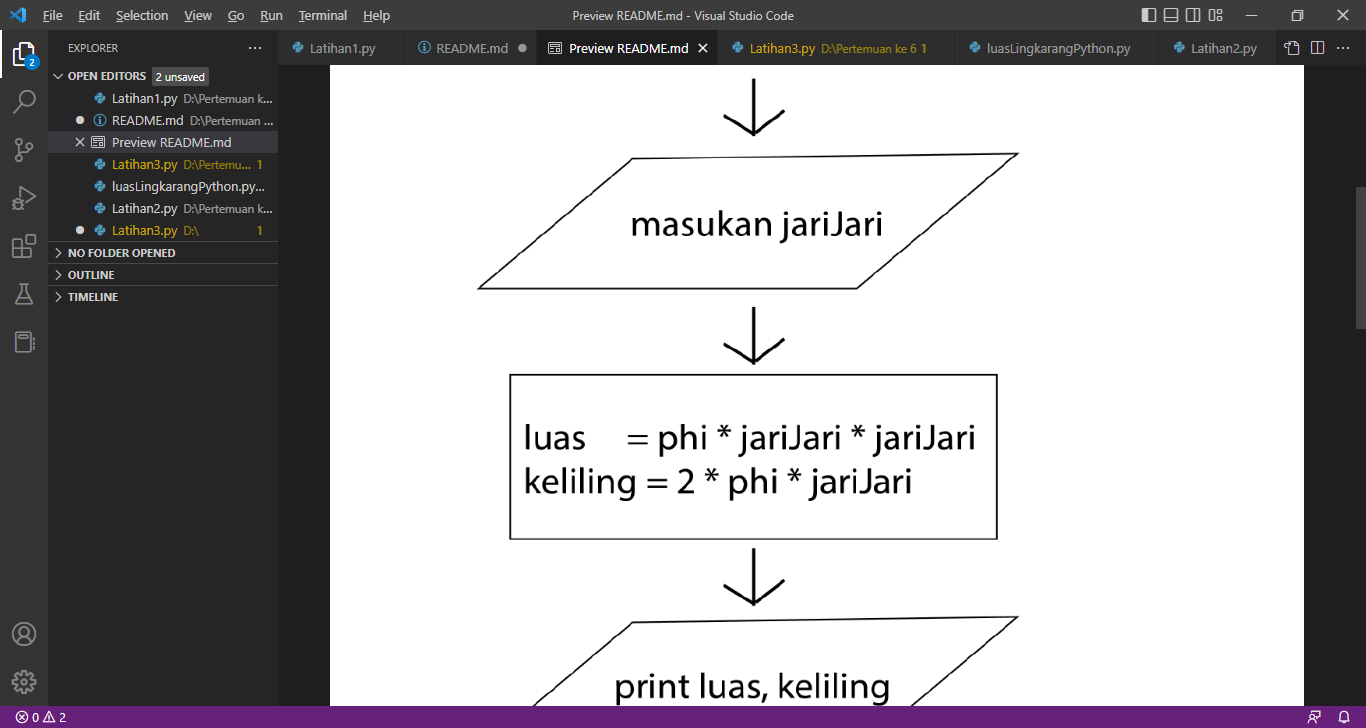 File Edit Selection View Go Run Terminal Help Preview README.md - Visual Studio Code
EXPLORER
Latihan1.py README.md Preview README.md Latihan3.py D:\Pertemuan ke 6 1 luasLingkarangPython.py Latihan2.py
OPEN EDITORS 2 unsaved
Latihan1.py D:\Pertemuan k...
README.md D:\Pertemuan ...
Preview README.md
Latihan3.py D:\Pertemu... 1
luasLingkarangPython.py...
Latihan2.py D:\Pertemuan k...
Latihan3.py D:\ 1
NO FOLDER OPENED
OUTLINE
TIMELINE
2
masukan jariJari
luas = phi * jariJari * jariJari
keliling = 2 * phi * jariJari
print luas, keliling
0 2